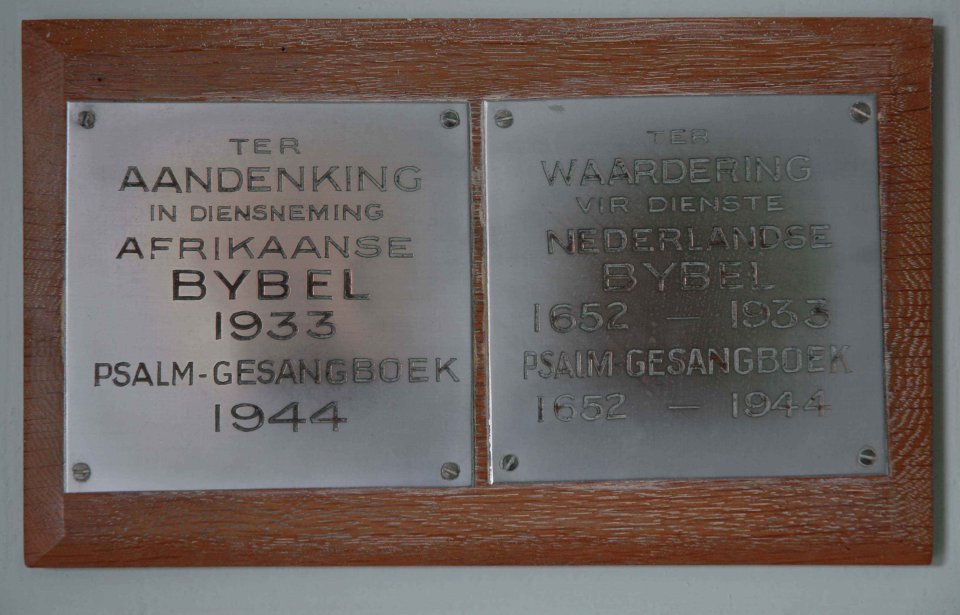 TER
AANDENKING
IN DIENSNEMING
AFRIKAANSE
BYBEL
1933
PSALM-GESANGBOEK
1944
TER
WAARDERING
VIR DIENSTE
NEDERLANDSE
BYBEL
1652 — 1933
PSALM-GESANGBOEK
1652 — 1944